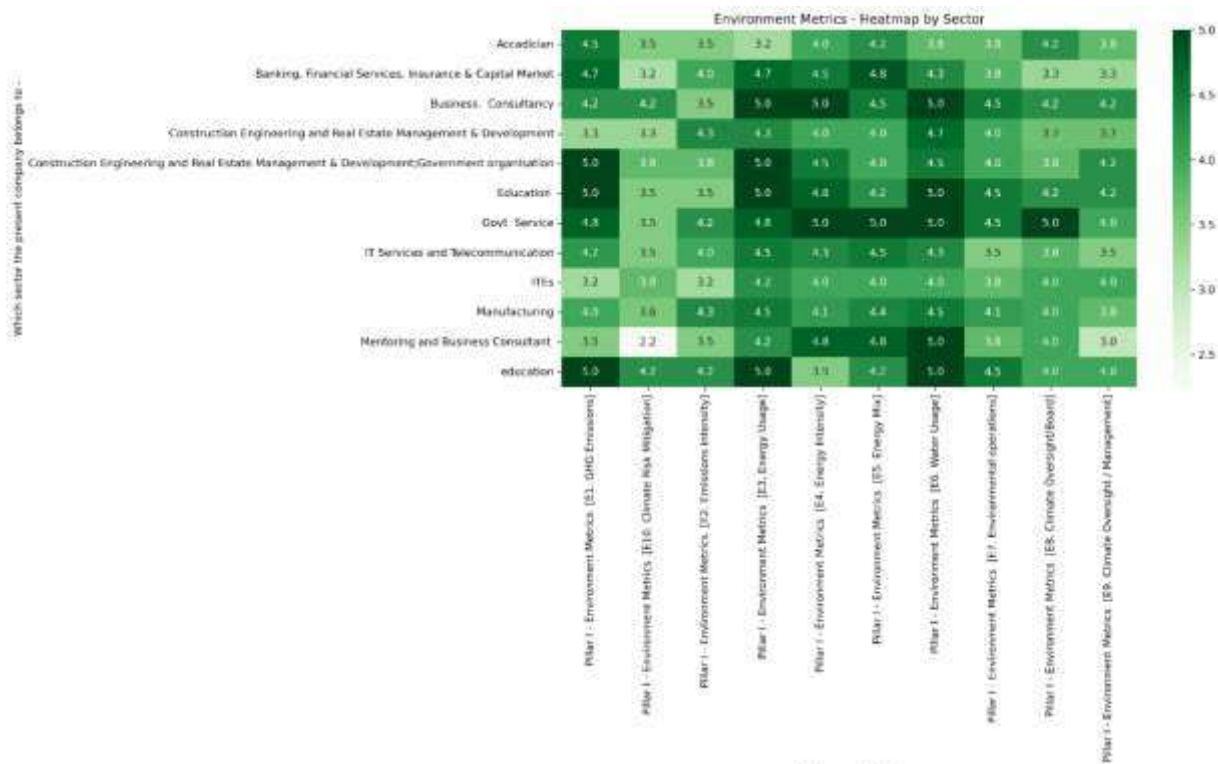 Environment Metrics - Heatmap by Sector
Which sector the present company belongs to -
Accadician 4.5 3.5 3.5 3.2 4.0 4.2 3.8 3.8 4.2 3.8
Banking, Financial Services, Insurance & Capital Market 4.7 3.2 4.0 4.7 4.5 4.8 4.3 3.8 3.3 3.3
Business Consultancy 4.2 4.2 3.5 5.0 5.0 4.5 5.0 4.5 4.2 4.2
Construction Engineering and Real Estate Management & Development 3.3 3.3 4.3 4.3 4.0 4.0 4.7 4.0 3.3 3.3
Construction Engineering and Real Estate Management & Development;Government organisation 5.0 3.8 3.8 5.0 4.5 4.0 4.5 4.0 3.8 4.2
Education 5.0 3.5 3.5 5.0 4.8 4.2 5.0 4.5 4.2 4.2
Govt Service 4.8 3.5 4.2 4.8 5.0 5.0 5.0 4.5 5.0 4.0
IT Services and Telecommunication 4.2 3.5 4.0 4.5 4.3 4.5 4.3 3.5 3.8 3.5
ITEs 3.2 3.8 3.2 4.2 4.0 4.0 4.0 3.8 4.0 4.0
Manufacturing 4.3 3.8 4.3 4.5 4.1 4.4 4.5 4.1 4.0 3.8
Mentoring and Business Consultant 3.5 2.2 3.5 4.2 4.8 4.8 5.0 3.8 4.0 3.0
education 5.0 4.2 4.2 5.0 3.5 4.2 5.0 4.5 4.0 4.0
5.0
4.5
4.0
3.5
3.0
2.5
Pillar I - Environment Metrics [E1. GHG Emissions]
Pillar I - Environment Metrics [E10. Climate Risk Mitigation]
Pillar I - Environment Metrics [E2. Emissions Intensity]
Pillar I - Environment Metrics [E3. Energy Usage]
Pillar I - Environment Metrics [E4. Energy Intensity]
Pillar I - Environment Metrics [E5. Energy Mix]
Pillar I - Environment Metrics [E6. Water Usage]
Pillar I - Environment Metrics [E7. Environmental operations]
Pillar I - Environment Metrics [E8. Climate Oversight/Board]
Pillar I - Environment Metrics [E9. Climate Oversight / Management]